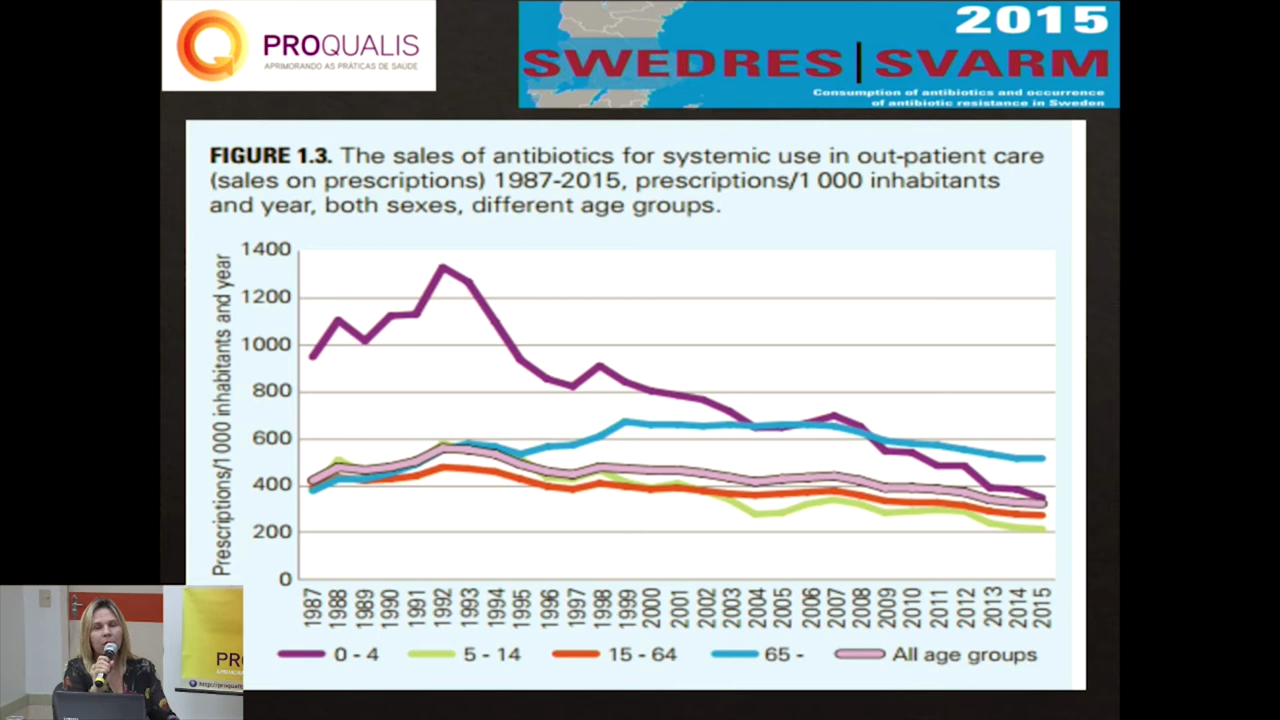 PROQUALIS
APRIMORANDO AS PRÁTICAS DE SAÚDE
2015
SWEDRES|SVARM
Consumption of antibiotics and occurrence
of antibiotic resistance in Sweden
FIGURE 1.3. The sales of antibiotics for systemic use in out-patient care
(sales on prescriptions) 1987-2015, prescriptions/1 000 inhabitants
and year, both sexes, different age groups.
Prescriptions/1 000 inhabitants and year
1400
1200
1000
800
600
400
200
0
1987 1988 1989 1990 1991 1992 1993 1994 1995 1996 1997 1998 1999 2000 2001 2002 2003 2004 2005 2006 2007 2008 2009 2010 2011 2012 2013 2014 2015
0 - 4 5 - 14 15 - 64 65 - All age groups
PR